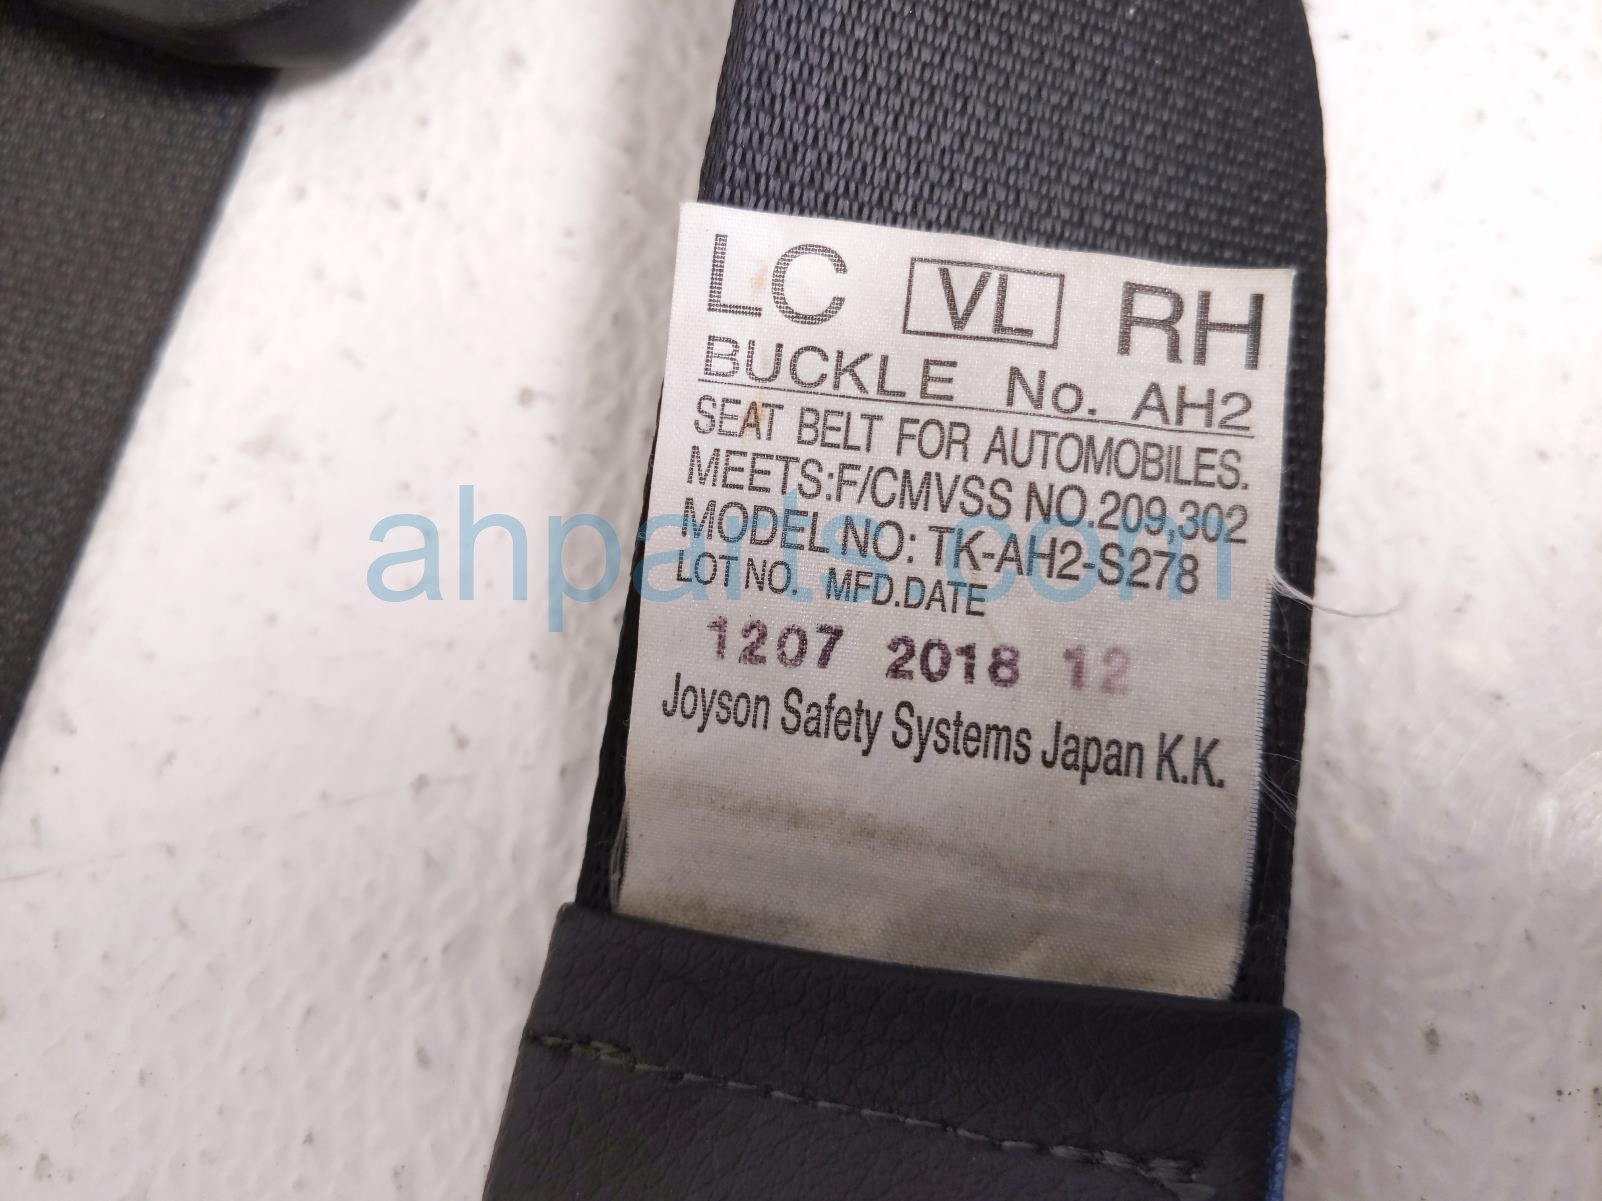 LC VL RH
BUCKLE No. AH2
SEAT BELT FOR AUTOMOBILES.
MEETS:F/CMVSS NO.209,302
MODEL NO: TK-AH2-S278
LOT NO. MFD.DATE
1207 2018 12
Joyson Safety Systems Japan K.K.
ahparts.com